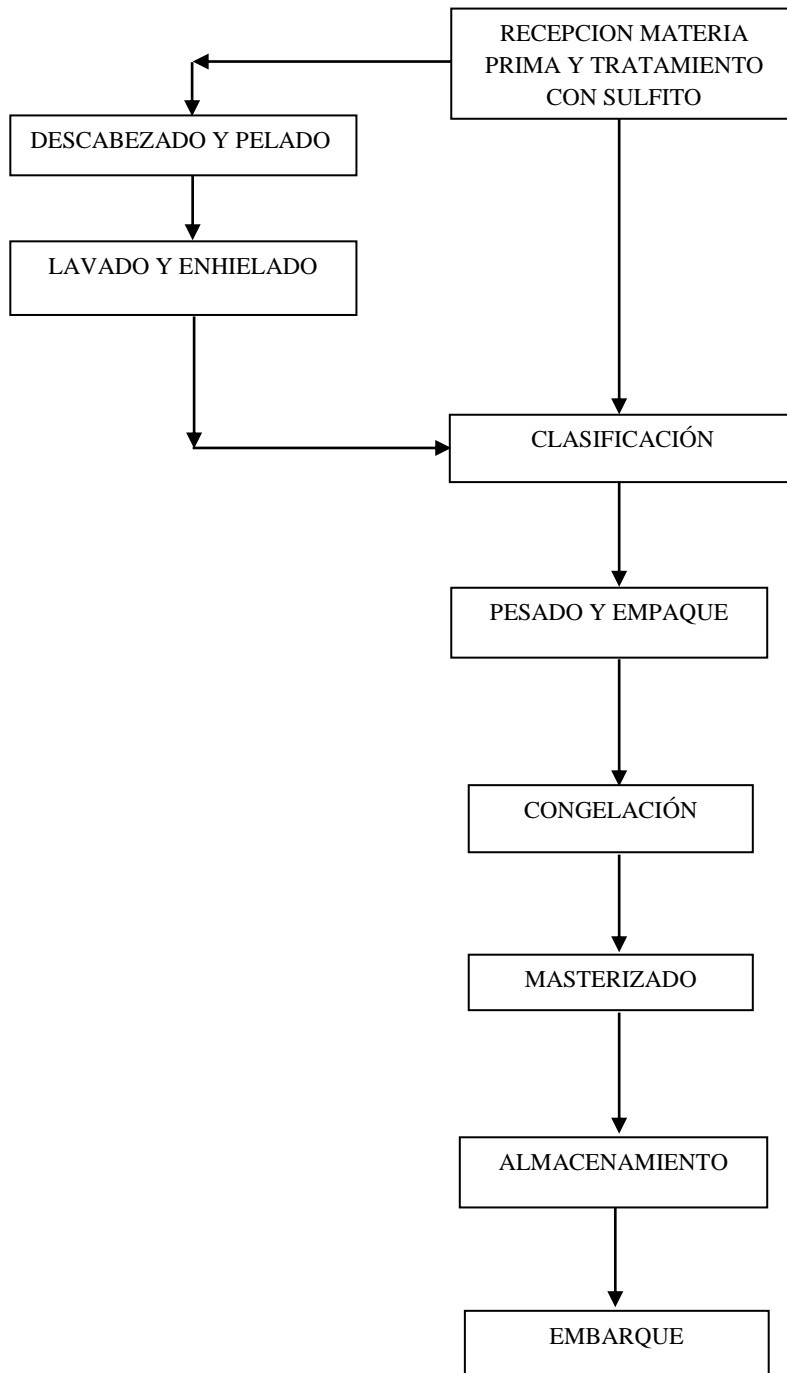 RECEPCION MATERIA
PRIMA Y TRATAMIENTO
CON SULFITO
DESCABEZADO Y PELADO
LAVADO Y ENHIELADO
CLASIFICACIÓN
PESADO Y EMPAQUE
CONGELACIÓN
MASTERIZADO
ALMACENAMIENTO
EMBARQUE